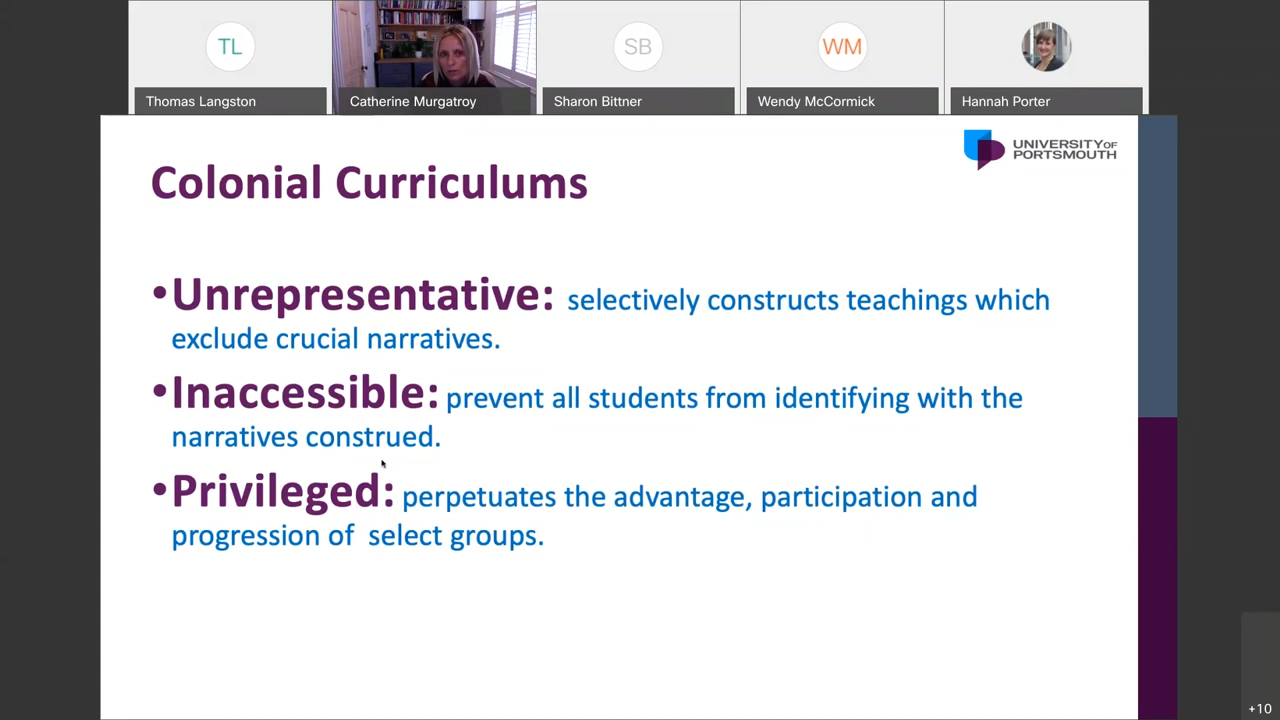 TL
SB
WM
Thomas Langston
Catherine Murgatroy
Sharon Bittner
Wendy McCormick
Hannah Porter
UNIVERSITY OF
PORTSMOUTH
Colonial Curriculums
•Unrepresentative: selectively constructs teachings which
exclude crucial narratives.
•Inaccessible: prevent all students from identifying with the
narratives construed.
•Privileged: perpetuates the advantage, participation and
progression of select groups.
+10